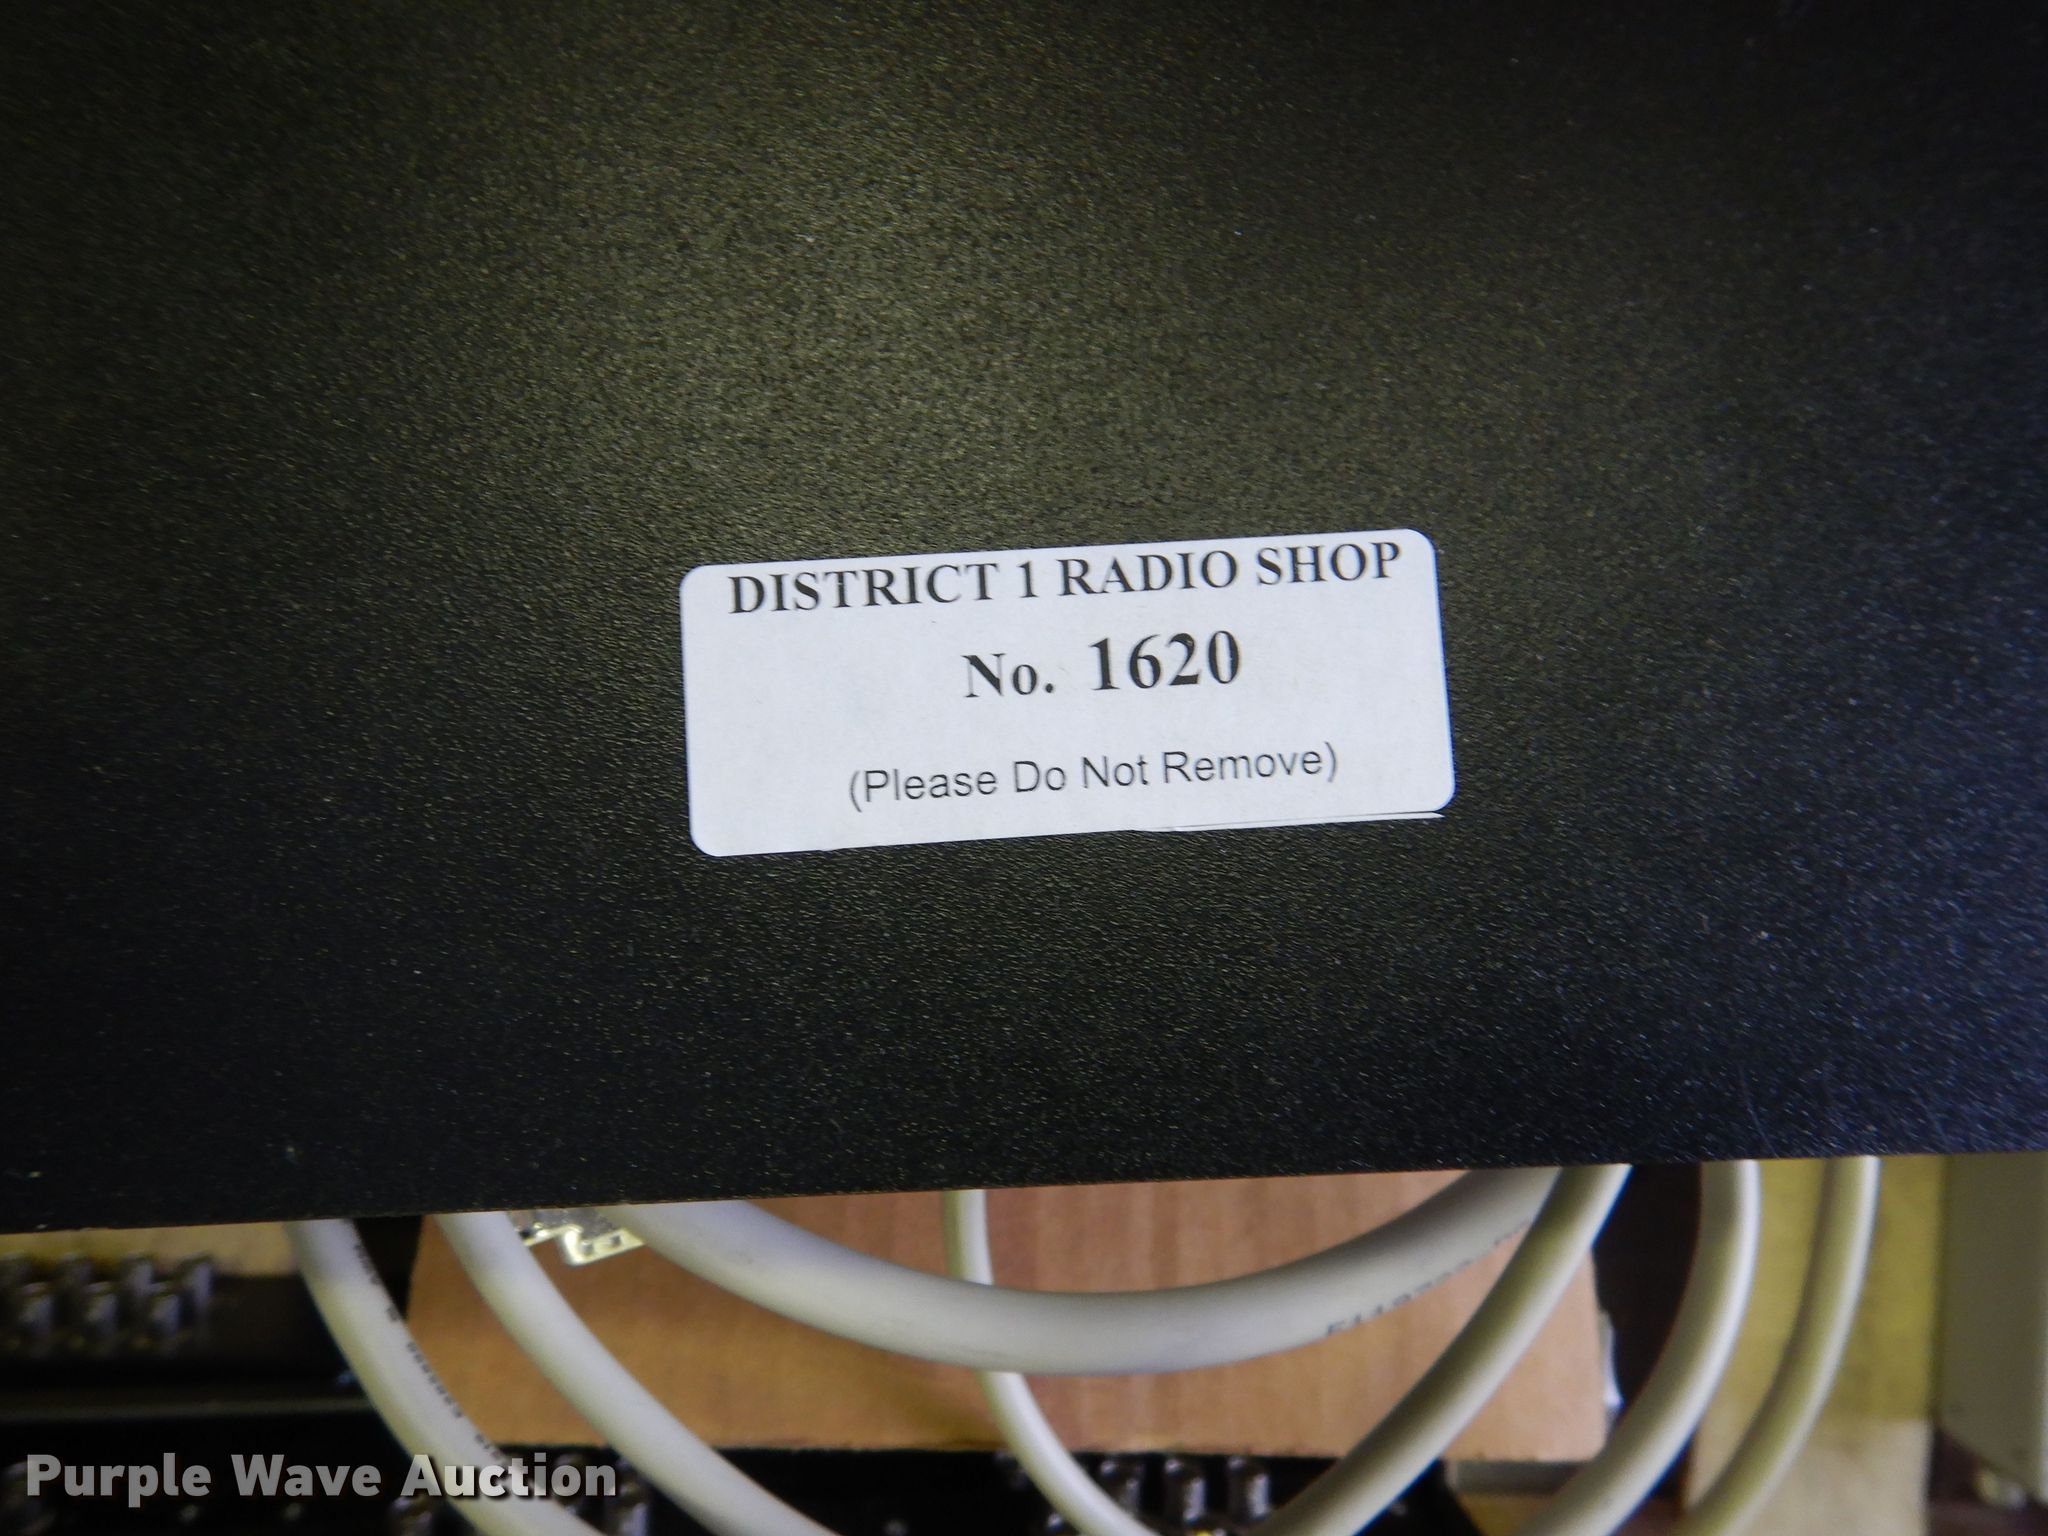 DISTRICT 1 RADIO SHOP
No. 1620
(Please Do Not Remove)
Purple Wave Auction